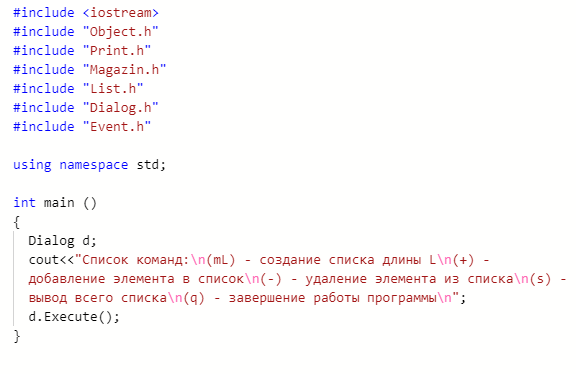 #include <iostream>
#include "Object.h"
#include "Print.h"
#include "Magazin.h"
#include "List.h"
#include "Dialog.h"
#include "Event.h"
using namespace std;
int main ()
{
Dialog d;
cout<<"Список команд:\n(mL) - создание списка длины L\n(+) -
добавление элемента в список\n(-) - удаление элемента из списка\n(s) -
вывод всего списка\n(q) - завершение работы программы\n";
d.Execute();
}